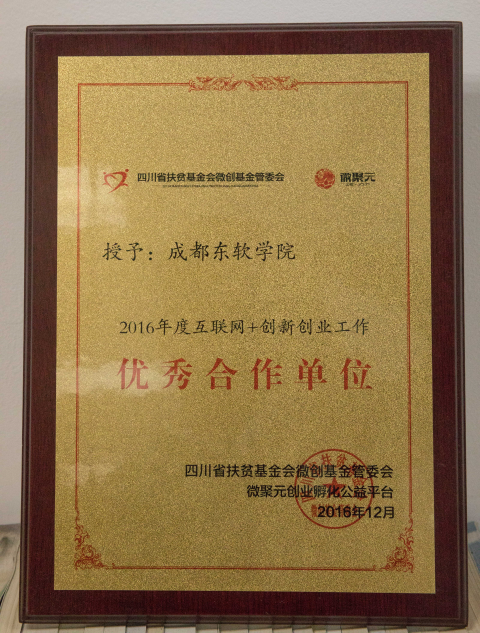 四川省扶贫基金会微创基金管委会
微聚元
授予：成都东软学院
2016年度互联网+创新创业工作
优秀合作单位
四川省扶贫基金会微创基金管委会
微聚元创业孵化公益平台
2016年12月